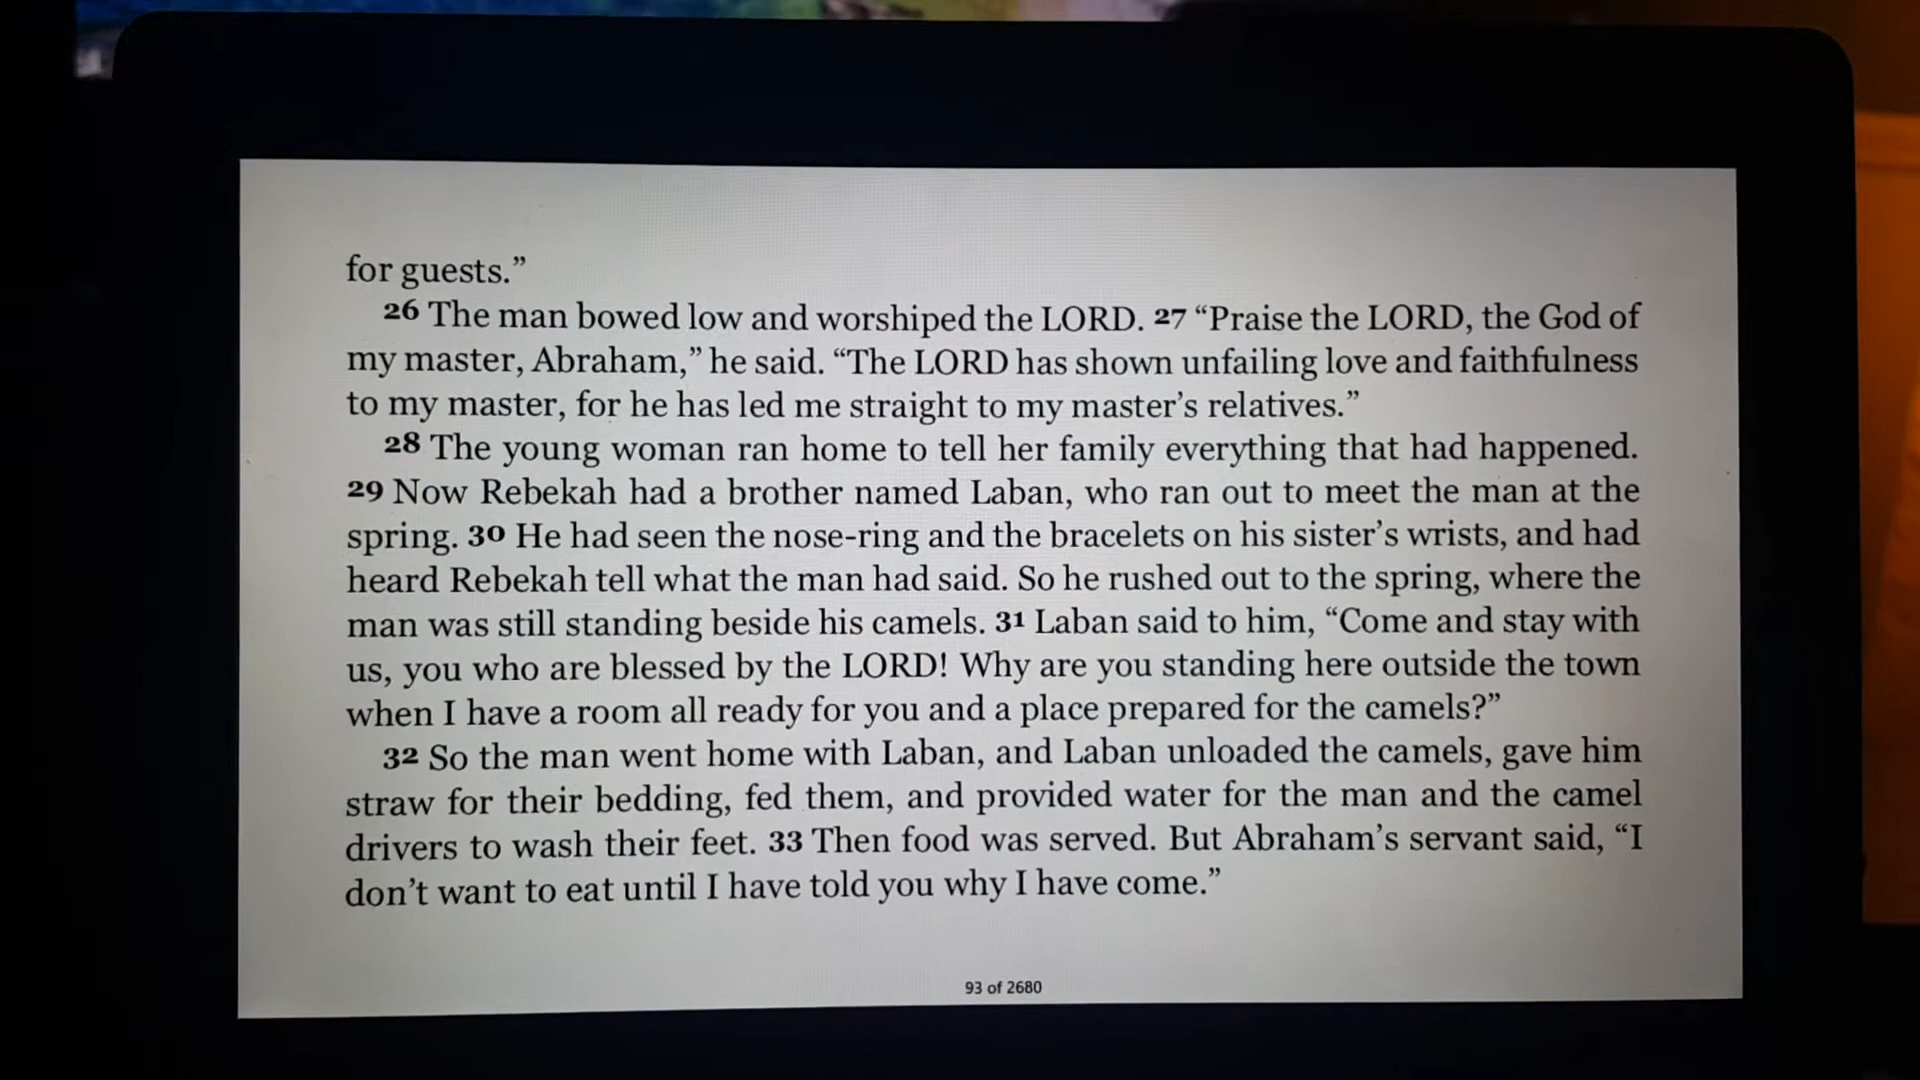 for guests.”
26 The man bowed low and worshiped the LORD. 27 “Praise the LORD, the God of
my master, Abraham,” he said. “The LORD has shown unfailing love and faithfulness
to my master, for he has led me straight to my master’s relatives.”
28 The young woman ran home to tell her family everything that had happened.
29 Now Rebekah had a brother named Laban, who ran out to meet the man at the
spring. 30 He had seen the nose-ring and the bracelets on his sister’s wrists, and had
heard Rebekah tell what the man had said. So he rushed out to the spring, where the
man was still standing beside his camels. 31 Laban said to him, “Come and stay with
us, you who are blessed by the LORD! Why are you standing here outside the town
when I have a room all ready for you and a place prepared for the camels?”
32 So the man went home with Laban, and Laban unloaded the camels, gave him
straw for their bedding, fed them, and provided water for the man and the camel
drivers to wash their feet. 33 Then food was served. But Abraham’s servant said, “I
don’t want to eat until I have told you why I have come.”
93 of 2680